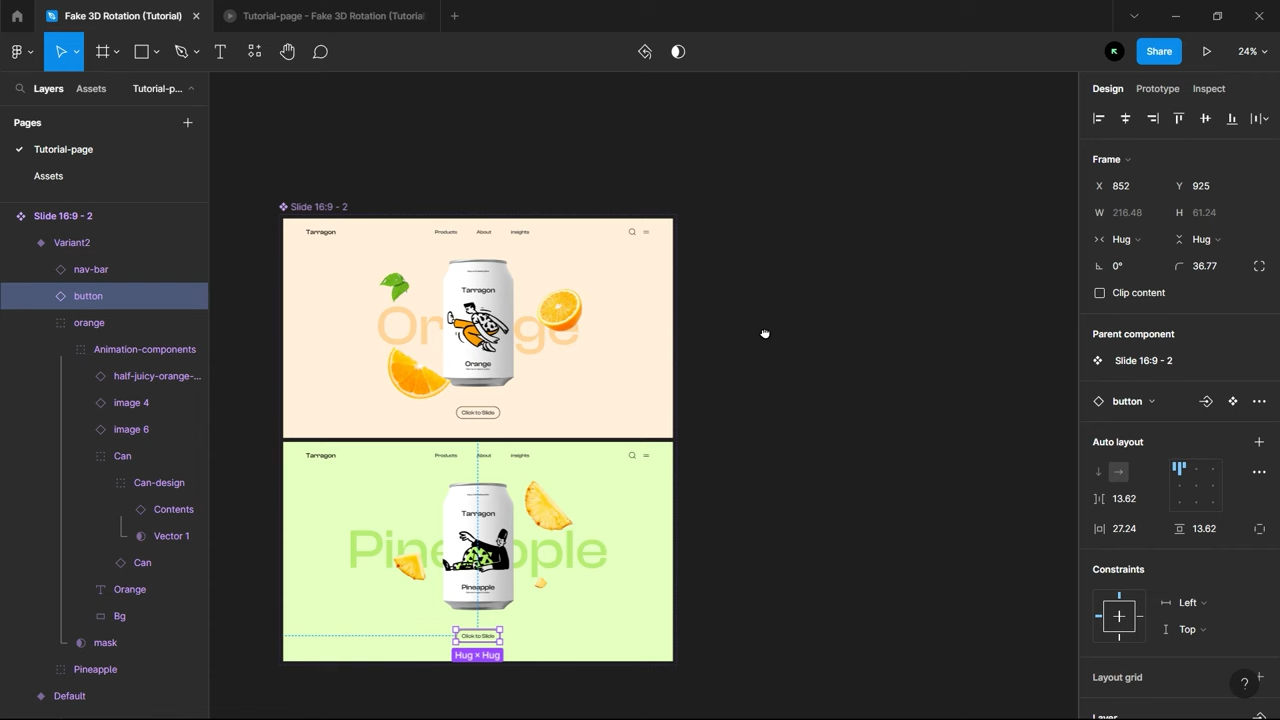 Fake 3D Rotation (Tutorial)
Tutorial-page - Fake 3D Rotation (Tutorial
Share
24%
Layers
Assets
Tutorial-p...
Design
Prototype
Inspect
Pages
Tutorial-page
Assets
Frame
X 852 Y 925
W 216.48 H 61.24
Hug Hug
0°
Clip content
Parent component
Slide 16:9 - 2
button
Auto layout
13.62
27.24 13.62
Constraints
Layout grid
Layer
Slide 16:9 - 2
Variant2
nav-bar
button
orange
Animation-components
half-juicy-orange-...
image 4
image 6
Can
Can-design
Contents
Vector 1
Can
Orange
Bg
mask
Pineapple
Default
Slide 16:9 - 2
Tarragon
Products
About
insights
Tarragon
Orange
Click to Slide
Tarragon
Products
About
insights
Tarragon
Pineapple
Pineapple
Click to Slide
Hug × Hug
?